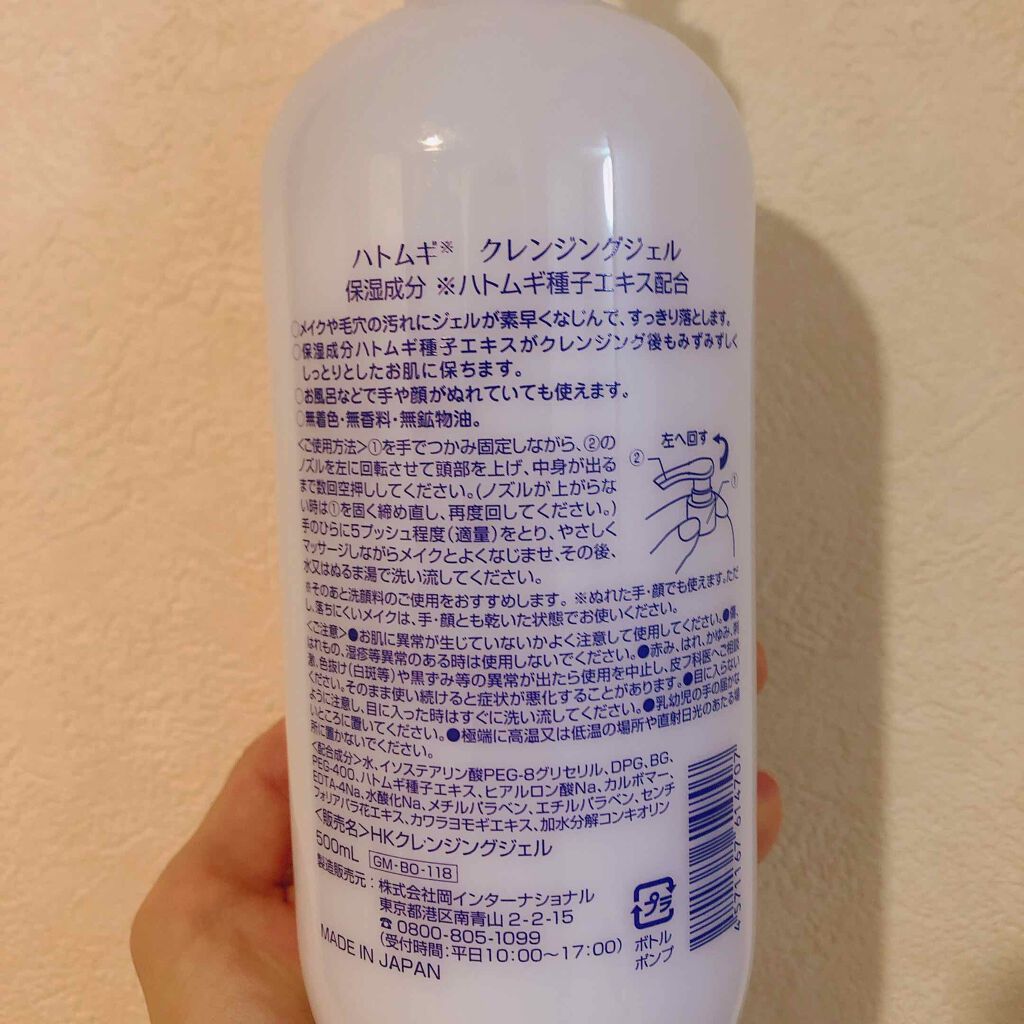 ハトムギ※ クレンジングジェル
保湿成分 ※ハトムギ種子エキス配合
○メイクや毛穴の汚れにジェルが素早くなじんで、すっきり落とします。
○保湿成分ハトムギ種子エキスがクレンジング後もみずみずしく
しっとりとしたお肌に保ちます。
○お風呂などで手や顔がぬれていても使えます。
○無着色・無香料・無鉱物油。
<ご使用方法>①を手でつかみ固定しながら、②の
ノズルを左に回転させて頭部を上げ、中身が出る
まで数回空押ししてください。(ノズルが上がらな
い時は①を固く締め直し、再度回してください。)
手のひらに5プッシュ程度(適量)をとり、やさしく
マッサージしながらメイクとよくなじませ、その後、
水又はぬるま湯で洗い流してください。
左へ回す
②
①
※そのあと洗顔料のご使用をおすすめします。 ※ぬれた手・顔でも使えます。ただ
し、落ちにくいメイクは、手・顔とも乾いた状態でお使いください。
<ご注意>●お肌に異常が生じていないかよく注意して使用してください。●傷、
はれもの、湿疹等異常のある時は使用しないでください。●赤み、はれ、かゆみ、刺
激、色抜け(白斑等)や黒ずみ等の異常が出たら使用を中止し、皮フ科医へご相談
ください。そのまま使い続けると症状が悪化することがあります。●目に入らない
ように注意し、目に入った時はすぐに洗い流してください。●乳幼児の手の届かな
いところに置いてください。●極端に高温又は低温の場所や直射日光のあたる場
所に置かないでください。
<配合成分>水、イソステアリン酸PEG-8グリセリル、DPG、BG、
PEG-400、ハトムギ種子エキス、ヒアルロン酸Na、カルボマー、
EDTA-4Na、水酸化Na、メチルパラベン、エチルパラベン、センチ
フォリアバラ花エキス、カワラヨモギエキス、加水分解コンキオリン
<販売名>HKクレンジングジェル
500mL GM-BO-118
製造販売元:株式会社岡インターナショナル
東京都港区南青山2-2-15
☎0800-805-1099
(受付時間:平日10:00～17:00)
MADE IN JAPAN
プラ
ボトル
ポンプ
4571167614707